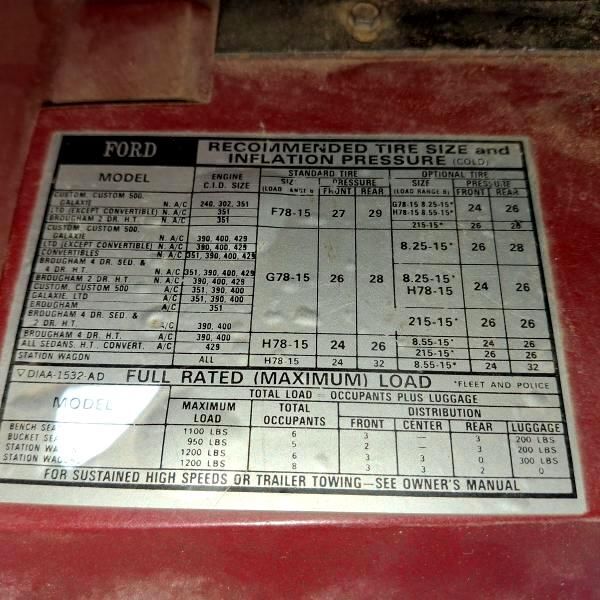 FORD RECOMMENDED TIRE SIZE and
INFLATION PRESSURE (COLD)
MODEL ENGINE C.I.D. SIZE STANDARD TIRE OPTIONAL TIRE
SIZE (LOAD RANGE B) PRESSURE FRONT REAR SIZE (LOAD RANGE B) PRESSURE FRONT REAR
CUSTOM, CUSTOM 500,
GALAXIE N. A/C 240, 302, 351 F78-15 27 29 G78-15 8.25-15* H78-15 8.55-15* 24 26
LTD (EXCEPT CONVERTIBLE) N. A/C 351
BROUGHAM 2 DR. H.T. N. A/C 351 215-15* 26 28
CUSTOM, CUSTOM 500,
GALAXIE N. A/C 390, 400, 429 G78-15 26 28 8.25-15* 26 28
LTD (EXCEPT CONVERTIBLE) N. A/C 390, 400, 429
CONVERTIBLES N. A/C 351, 390, 400, 429
BROUGHAM 4 DR. SED. &
4 DR. H.T. N. A/C 351, 390, 400, 429 8.25-15* H78-15 24 26
BROUGHAM 2 DR. H.T. N. A/C 390, 400, 429
CUSTOM, CUSTOM 500 A/C 351, 390, 400
GALAXIE, LTD A/C 351, 390, 400
BROUGHAM A/C 351
BROUGHAM 4 DR. SED. &
2 DR. H.T. A/C 390, 400 215-15* 26 26
BROUGHAM 4 DR. H.T. A/C 390, 400
ALL SEDANS, H.T. CONVERT. A/C 429 H78-15 24 26 8.55-15* 24 26
215-15* 26 26
STATION WAGON ALL H78-15 24 32 8.55-15* 24 32
▽DIAA-1532-AD FULL RATED (MAXIMUM) LOAD *FLEET AND POLICE
TOTAL LOAD = OCCUPANTS PLUS LUGGAGE
MODEL MAXIMUM LOAD TOTAL OCCUPANTS DISTRIBUTION
FRONT CENTER REAR LUGGAGE
BENCH SEAT 1100 LBS 6 3 — 3 200 LBS
BUCKET SEAT 950 LBS 5 2 — 3 200 LBS
STATION WAGON 1200 LBS 6 3 3 0 300 LBS
STATION WAGON 1200 LBS 8 3 3 2 0
FOR SUSTAINED HIGH SPEEDS OR TRAILER TOWING—SEE OWNER'S MANUAL